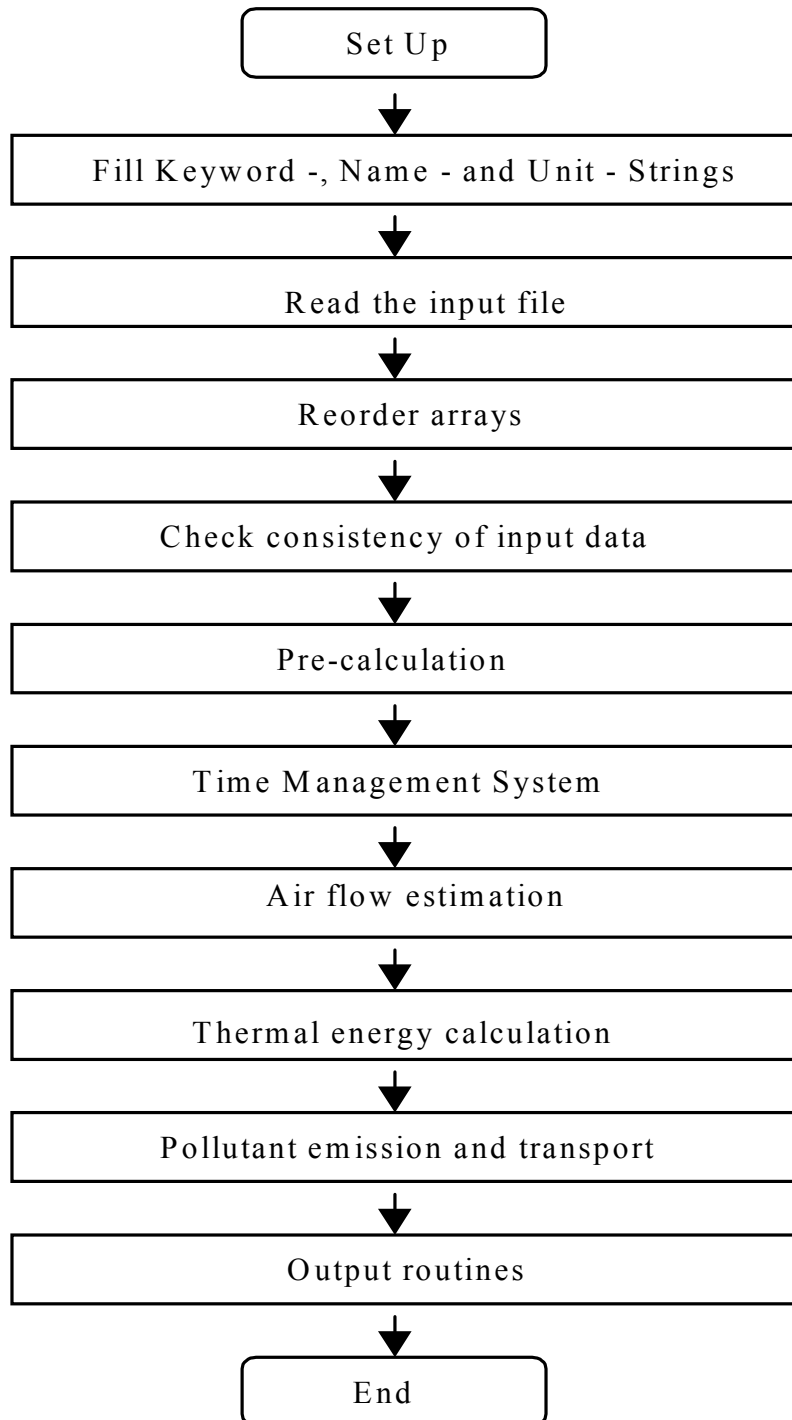 Set Up
Fill Keyword -, Name - and Unit - Strings
Read the input file
Reorder arrays
Check consistency of input data
Pre-calculation
Time Management System
Air flow estimation
Thermal energy calculation
Pollutant emission and transport
Output routines
End